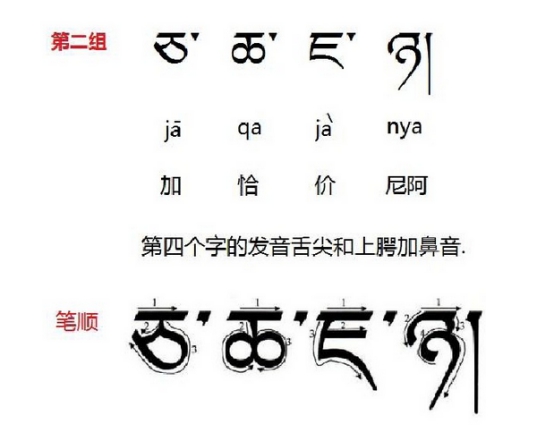 第二组 ཅ་ ཆ་ ཇ་ ཉ།
jā qa jà nya
加 恰 价 尼阿
第四个字的发音舌尖和上腭加鼻音.
笔顺 ཅ་ ཆ་ ཇ་ ཉ།